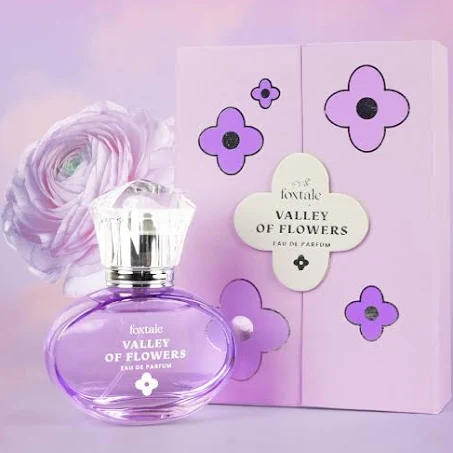 foxtale
VALLEY
OF FLOWERS
EAU DE PARFUM
foxtale
VALLEY
OF FLOWERS
EAU DE PARFUM